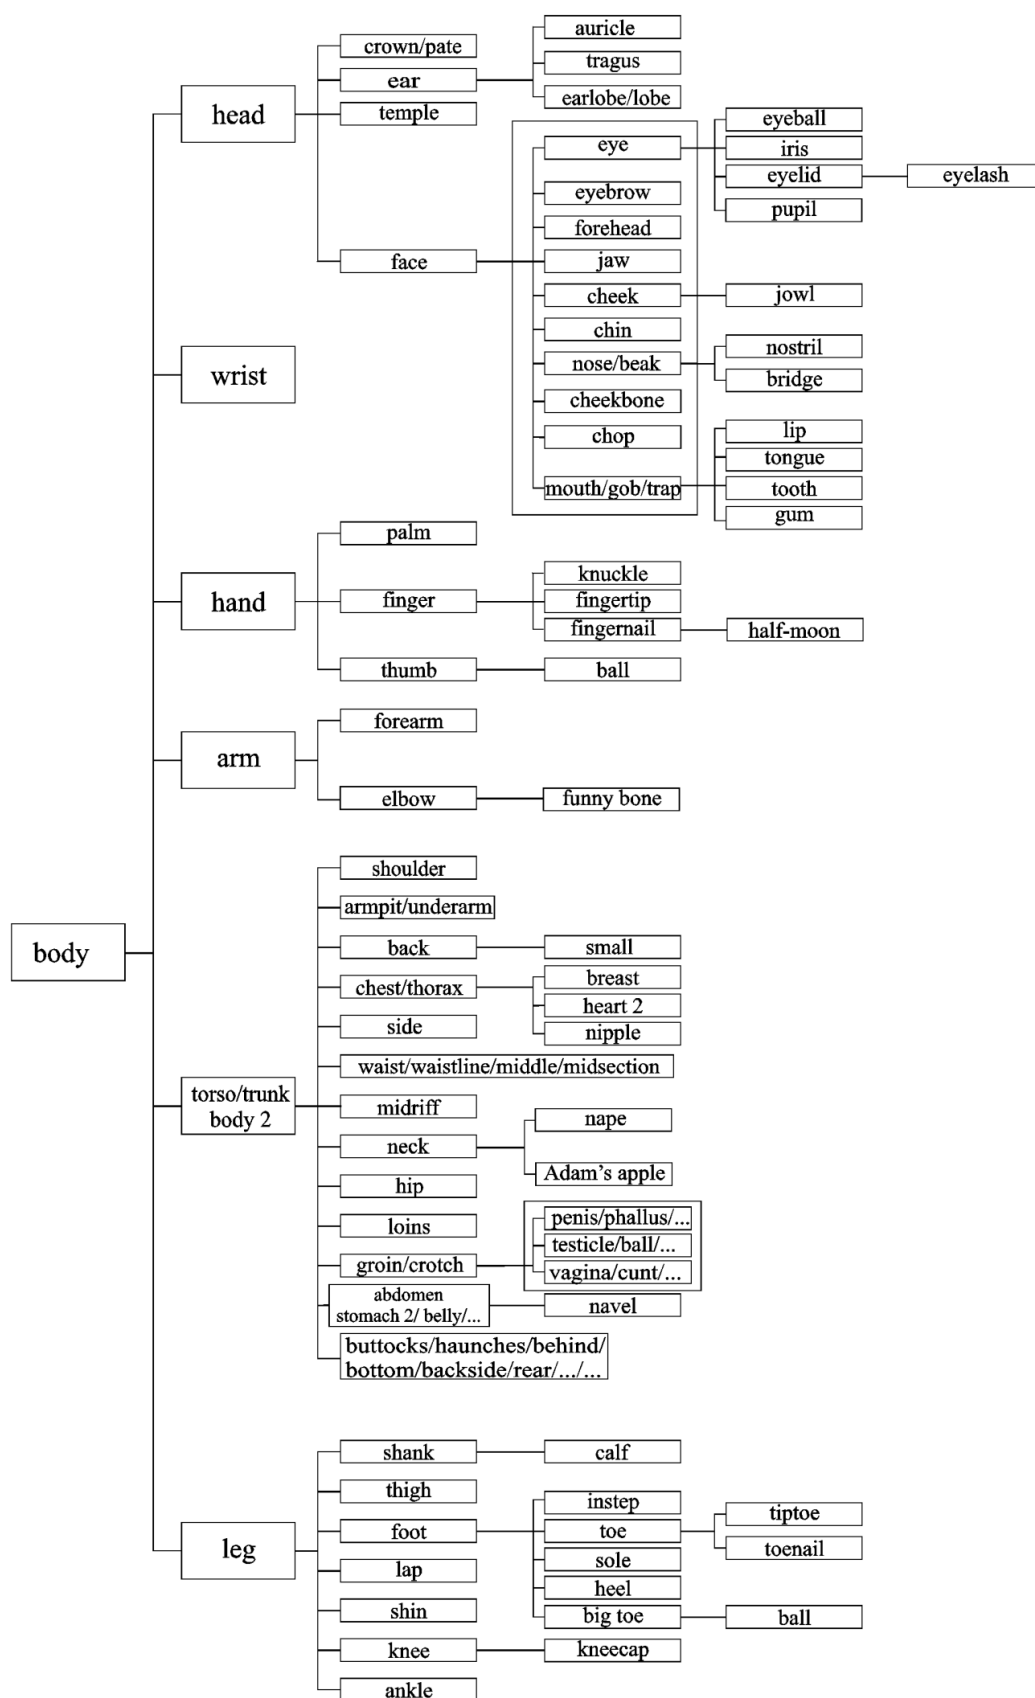 body
head
crown/pate
ear
auricle
tragus
earlobe/lobe
temple
face
eye
eyeball
iris
eyelid
eyelash
pupil
eyebrow
forehead
jaw
cheek
jowl
chin
nose/beak
nostril
bridge
cheekbone
chop
mouth/gob/trap
lip
tongue
tooth
gum
wrist
hand
palm
finger
knuckle
fingertip
fingernail
half-moon
thumb
ball
arm
forearm
elbow
funny bone
torso/trunk
body 2
shoulder
armpit/underarm
back
small
chest/thorax
breast
heart 2
nipple
side
waist/waistline/middle/midsection
midriff
neck
nape
Adam's apple
hip
loins
groin/crotch
penis/phallus/...
testicle/ball/...
vagina/cunt/...
abdomen
stomach 2/ belly/...
navel
buttocks/haunches/behind/
bottom/backside/rear/.../...
leg
shank
calf
thigh
foot
instep
toe
tiptoe
toenail
sole
heel
big toe
ball
lap
shin
knee
kneecap
ankle